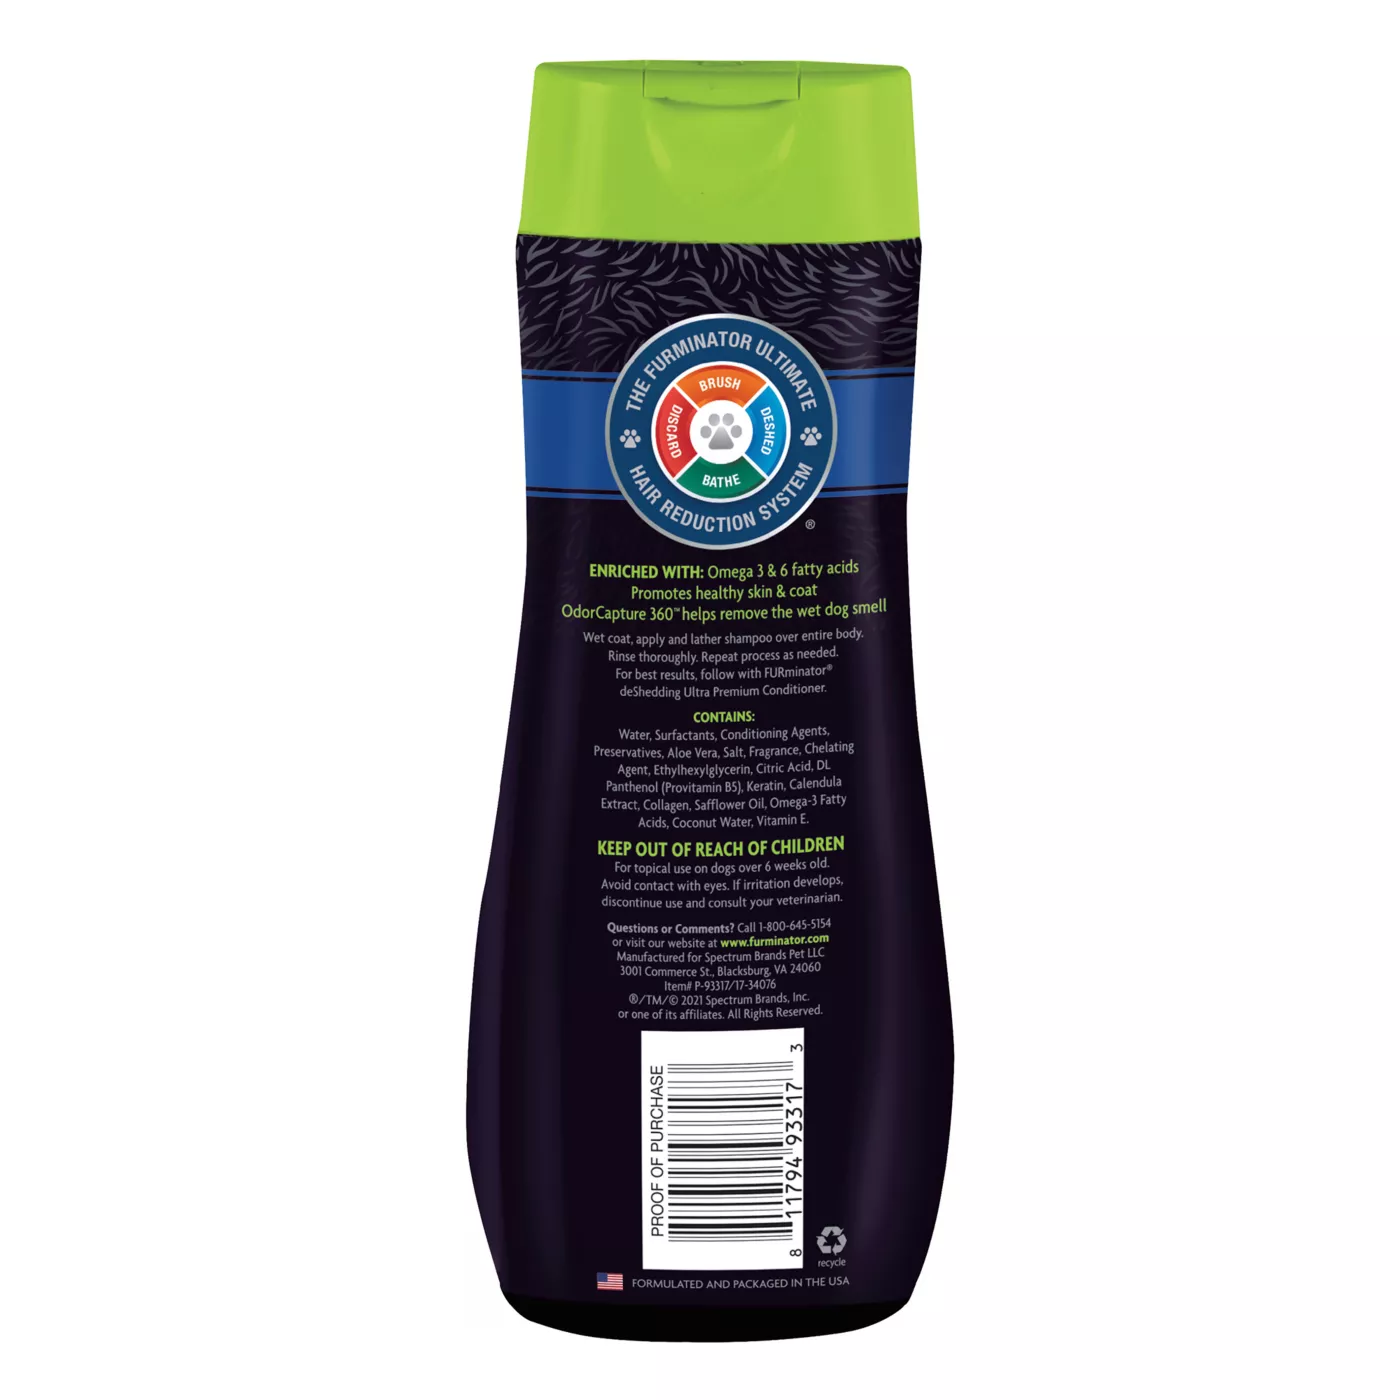 THE FURMINATOR ULTIMATE
HAIR REDUCTION SYSTEM
®
BRUSH
DESHED
BATHE
DISCARD
ENRICHED WITH: Omega 3 & 6 fatty acids
Promotes healthy skin & coat
OdorCapture 360™ helps remove the wet dog smell
Wet coat, apply and lather shampoo over entire body.
Rinse thoroughly. Repeat process as needed.
For best results, follow with FURminator®
deShedding Ultra Premium Conditioner.
CONTAINS:
Water, Surfactants, Conditioning Agents,
Preservatives, Aloe Vera, Salt, Fragrance, Chelating
Agent, Ethylhexylglycerin, Citric Acid, DL
Panthenol (Provitamin B5), Keratin, Calendula
Extract, Collagen, Safflower Oil, Omega-3 Fatty
Acids, Coconut Water, Vitamin E.
KEEP OUT OF REACH OF CHILDREN
For topical use on dogs over 6 weeks old.
Avoid contact with eyes. If irritation develops,
discontinue use and consult your veterinarian.
Questions or Comments? Call 1-800-645-5154
or visit our website at www.furminator.com
Manufactured for Spectrum Brands Pet LLC
3001 Commerce St., Blacksburg, VA 24060
Item# P-93317/17-34076
®/TM/© 2021 Spectrum Brands, Inc.
or one of its affiliates. All Rights Reserved.
PROOF OF PURCHASE
8 11794 93317 3
recycle
FORMULATED AND PACKAGED IN THE USA